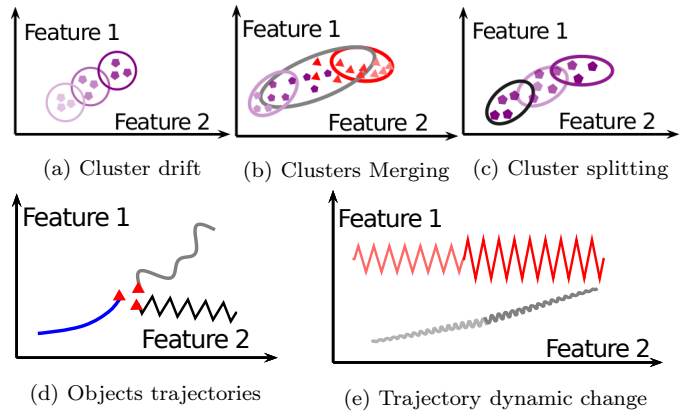 Feature 1
Feature 2
(a) Cluster drift
Feature 1
Feature 2
(b) Clusters Merging
Feature 1
Feature 2
(c) Cluster splitting
Feature 1
Feature 2
(d) Objects trajectories
Feature 1
Feature 2
(e) Trajectory dynamic change